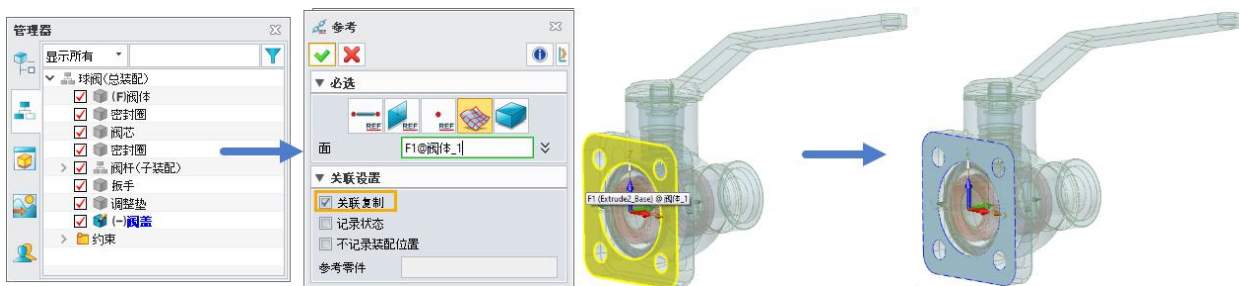 管理器
显示所有
球阀(总装配)
(F)阀体
密封圈
阀芯
密封圈
阀杆(子装配)
扳手
调整垫
(-)阀盖
约束
参考
必选
REF REF REF
面 F1@阀体_1
关联设置
关联复制
记录状态
不记录装配位置
参考零件
F1 (Extrude2_Base) @ 阀体_1